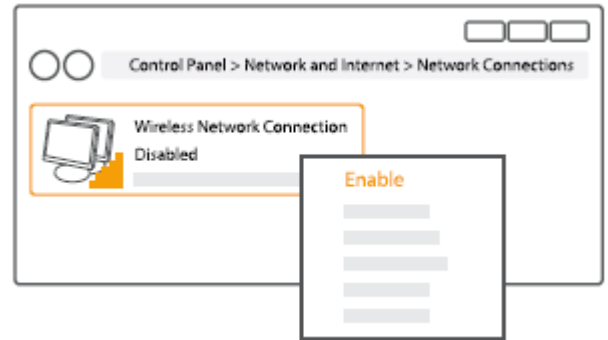 Control Panel > Network and Internet > Network Connections
Wireless Network Connection
Disabled
Enable